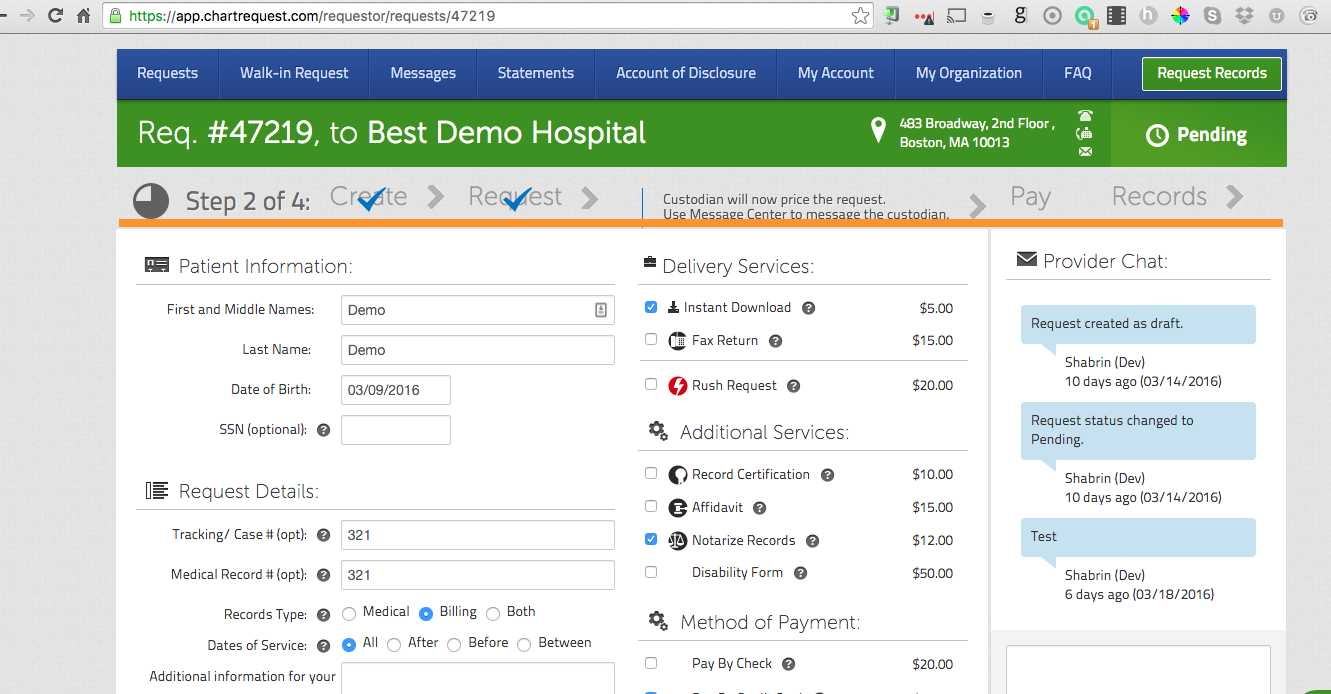 https://app.chartrequest.com/requestor/requests/47219
Requests
Walk-in Request
Messages
Statements
Account of Disclosure
My Account
My Organization
FAQ
Request Records
Req. #47219, to Best Demo Hospital
483 Broadway, 2nd Floor ,
Boston, MA 10013
Pending
Step 2 of 4:
Create
Request
Custodian will now price the request.
Use Message Center to message the custodian.
Pay
Records
Patient Information:
First and Middle Names:
Demo
Last Name:
Demo
Date of Birth:
03/09/2016
SSN (optional):
Request Details:
Tracking/ Case # (opt):
321
Medical Record # (opt):
321
Records Type:
Medical
Billing
Both
Dates of Service:
All
After
Before
Between
Additional information for your
Delivery Services:
Instant Download
$5.00
Fax Return
$15.00
Rush Request
$20.00
Additional Services:
Record Certification
$10.00
Affidavit
$15.00
Notarize Records
$12.00
Disability Form
$50.00
Method of Payment:
Pay By Check
$20.00
Provider Chat:
Request created as draft.
Shabrin (Dev)
10 days ago (03/14/2016)
Request status changed to
Pending.
Shabrin (Dev)
10 days ago (03/14/2016)
Test
Shabrin (Dev)
6 days ago (03/18/2016)